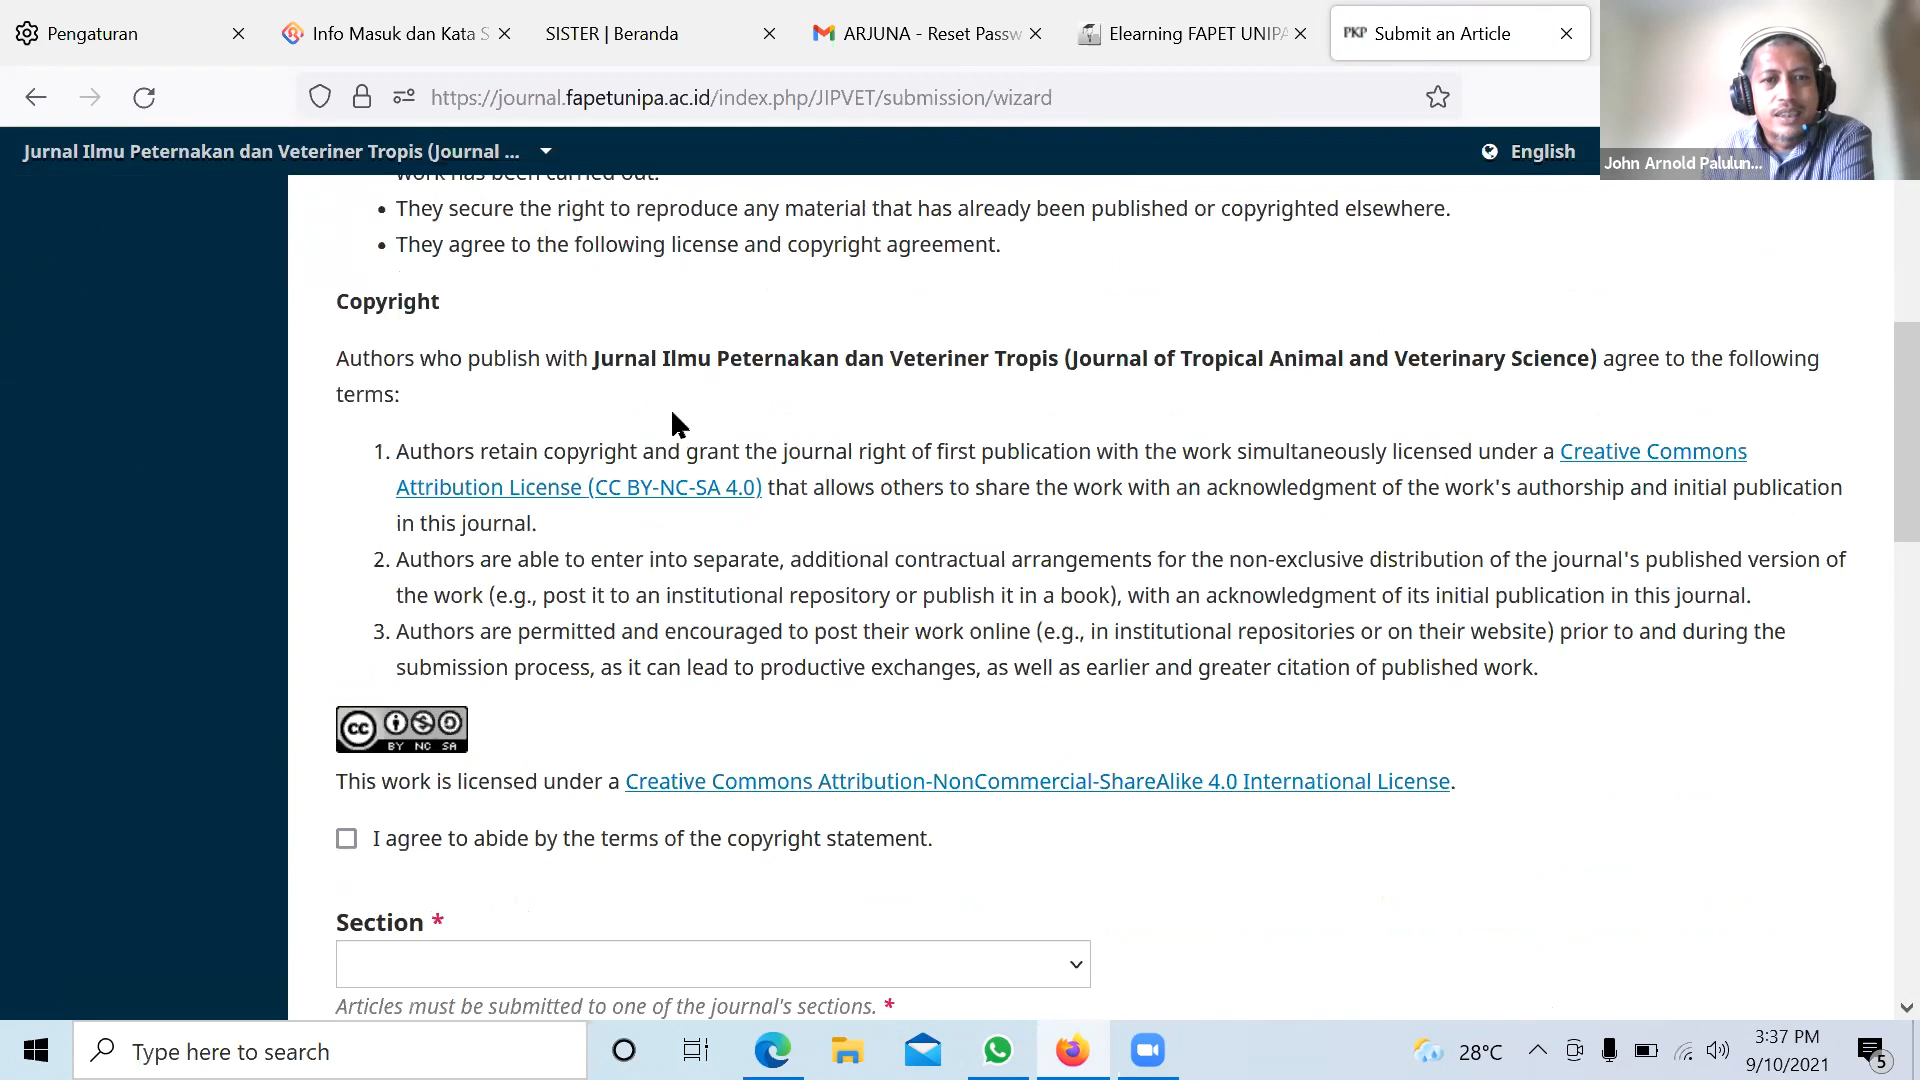 Pengaturan
Info Masuk dan Kata S
SISTER | Beranda
ARJUNA - Reset Passw
Elearning FAPET UNIPA
PKP Submit an Article
https://journal.fapetunipa.ac.id/index.php/JIPVET/submission/wizard
John Arnold Palulun...
Jurnal Ilmu Peternakan dan Veteriner Tropis (Journal ...
English
work has been carried out.
• They secure the right to reproduce any material that has already been published or copyrighted elsewhere.
• They agree to the following license and copyright agreement.
Copyright
Authors who publish with Jurnal Ilmu Peternakan dan Veteriner Tropis (Journal of Tropical Animal and Veterinary Science) agree to the following
terms:
1. Authors retain copyright and grant the journal right of first publication with the work simultaneously licensed under a Creative Commons
Attribution License (CC BY-NC-SA 4.0) that allows others to share the work with an acknowledgment of the work's authorship and initial publication
in this journal.
2. Authors are able to enter into separate, additional contractual arrangements for the non-exclusive distribution of the journal's published version of
the work (e.g., post it to an institutional repository or publish it in a book), with an acknowledgment of its initial publication in this journal.
3. Authors are permitted and encouraged to post their work online (e.g., in institutional repositories or on their website) prior to and during the
submission process, as it can lead to productive exchanges, as well as earlier and greater citation of published work.
cc
BY NC SA
This work is licensed under a Creative Commons Attribution-NonCommercial-ShareAlike 4.0 International License.
I agree to abide by the terms of the copyright statement.
Section *
Articles must be submitted to one of the journal's sections. *
Type here to search
28°C
3:37 PM
9/10/2021
5